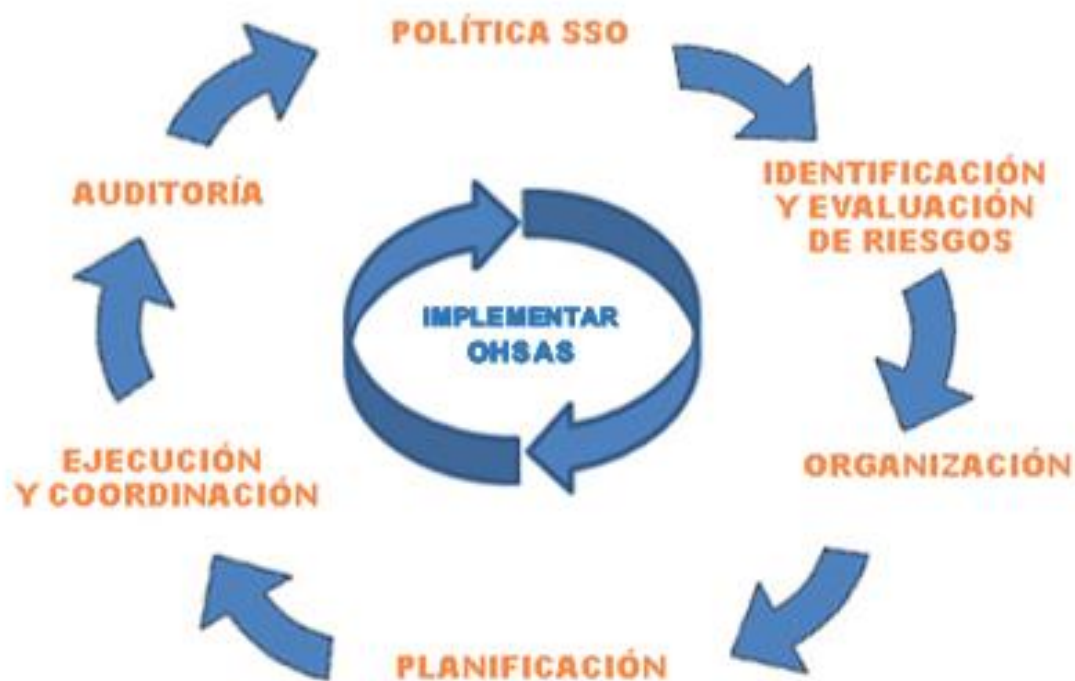 POLÍTICA SSO
IDENTIFICACIÓN
Y EVALUACIÓN
DE RIESGOS
ORGANIZACIÓN
PLANIFICACIÓN
EJECUCIÓN
Y COORDINACIÓN
AUDITORÍA
IMPLEMENTAR
OHSAS